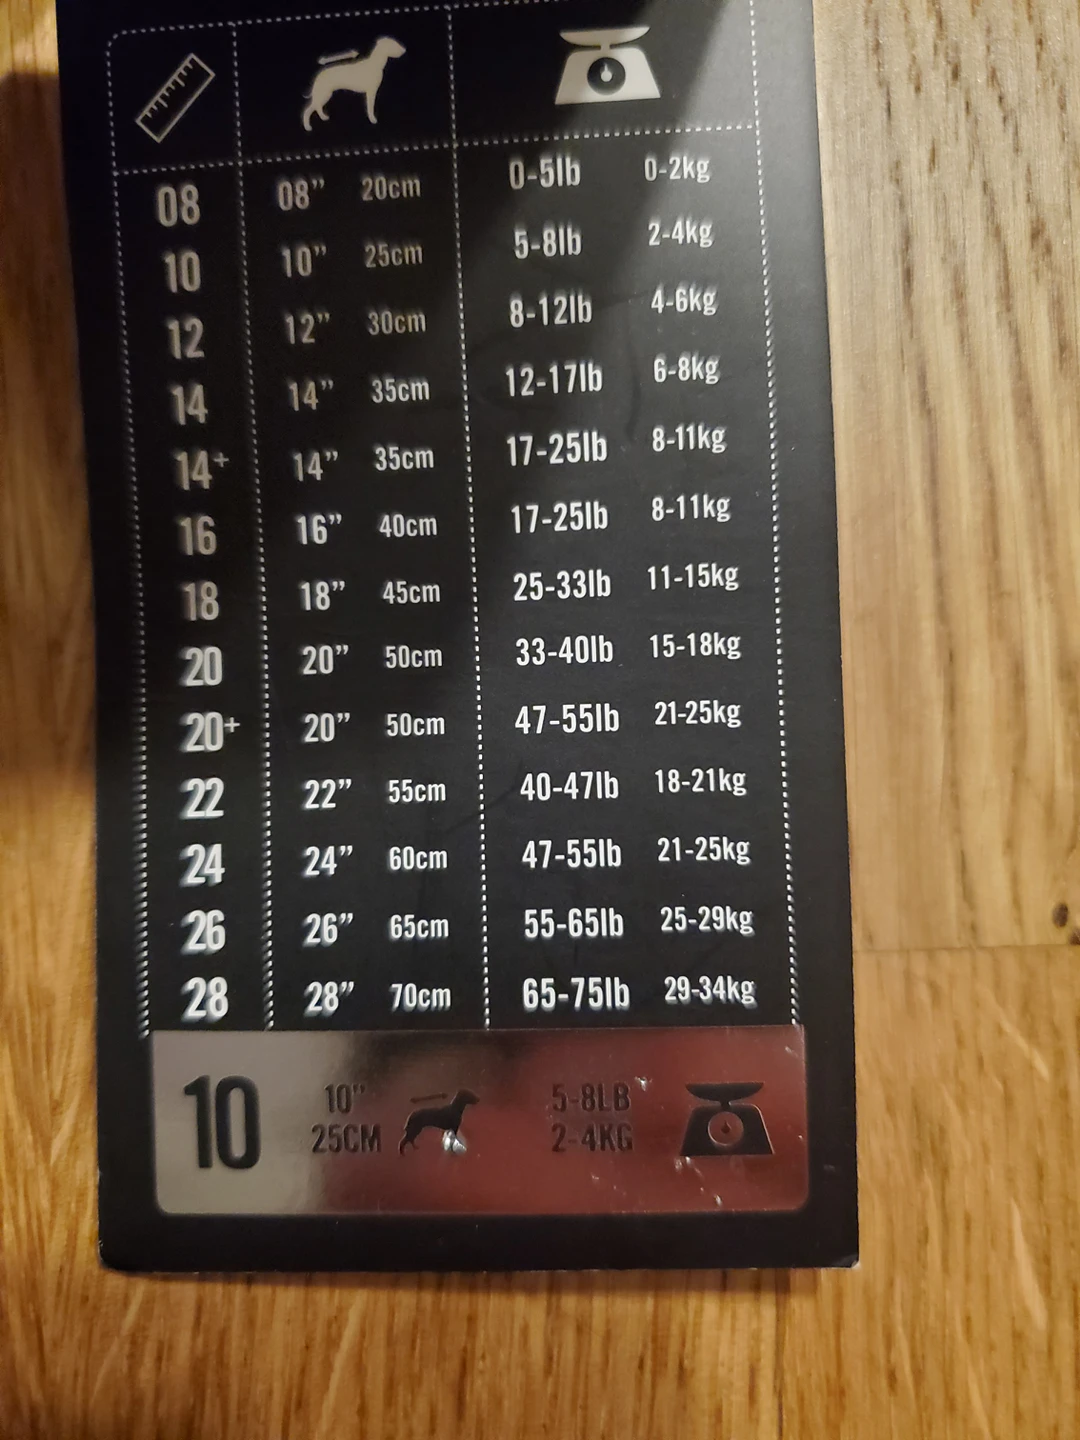 08 08” 20cm 0-5lb 0-2kg
10 10” 25cm 5-8lb 2-4kg
12 12” 30cm 8-12lb 4-6kg
14 14” 35cm 12-17lb 6-8kg
14+ 14” 35cm 17-25lb 8-11kg
16 16” 40cm 17-25lb 8-11kg
18 18” 45cm 25-33lb 11-15kg
20 20” 50cm 33-40lb 15-18kg
20+ 20” 50cm 47-55lb 21-25kg
22 22” 55cm 40-47lb 18-21kg
24 24” 60cm 47-55lb 21-25kg
26 26” 65cm 55-65lb 25-29kg
28 28” 70cm 65-75lb 29-34kg
10 10” 5-8LB
25CM 2-4KG